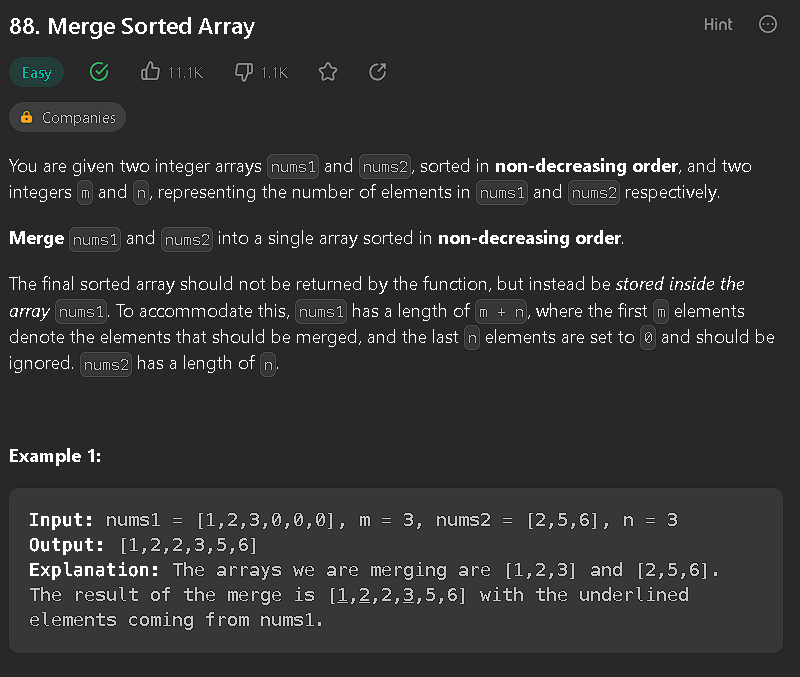 88. Merge Sorted Array
Hint
Easy
11.1K
1.1K
Companies
You are given two integer arrays nums1 and nums2, sorted in non-decreasing order, and two
integers m and n, representing the number of elements in nums1 and nums2 respectively.
Merge nums1 and nums2 into a single array sorted in non-decreasing order.
The final sorted array should not be returned by the function, but instead be stored inside the
array nums1. To accommodate this, nums1 has a length of m + n, where the first m elements
denote the elements that should be merged, and the last n elements are set to 0 and should be
ignored. nums2 has a length of n.
Example 1:
Input: nums1 = [1,2,3,0,0,0], m = 3, nums2 = [2,5,6], n = 3
Output: [1,2,2,3,5,6]
Explanation: The arrays we are merging are [1,2,3] and [2,5,6].
The result of the merge is [1,2,2,3,5,6] with the underlined
elements coming from nums1.